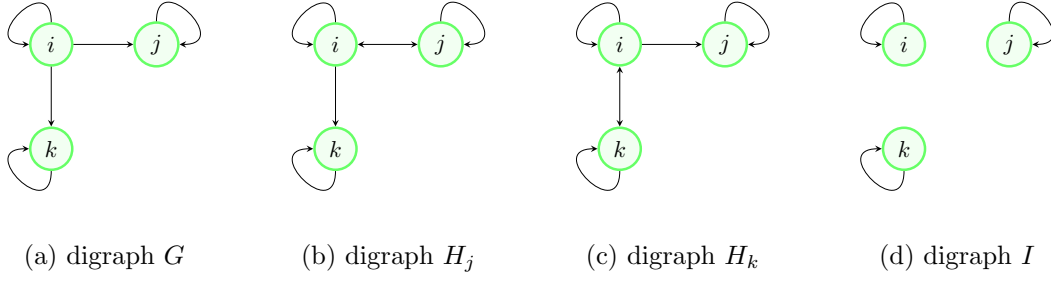 i j i j i j i j
k k k k
(a) digraph G (b) digraph H_j (c) digraph H_k (d) digraph I